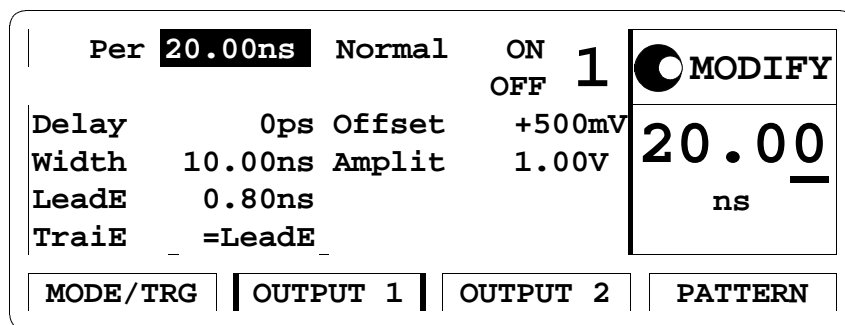 Per 20.00ns Normal ON 1 MODIFY
OFF
Delay 0ps Offset +500mV 20.00
Width 10.00ns Amplit 1.00V
LeadE 0.80ns ns
TraiE =LeadE
MODE/TRG OUTPUT 1 OUTPUT 2 PATTERN